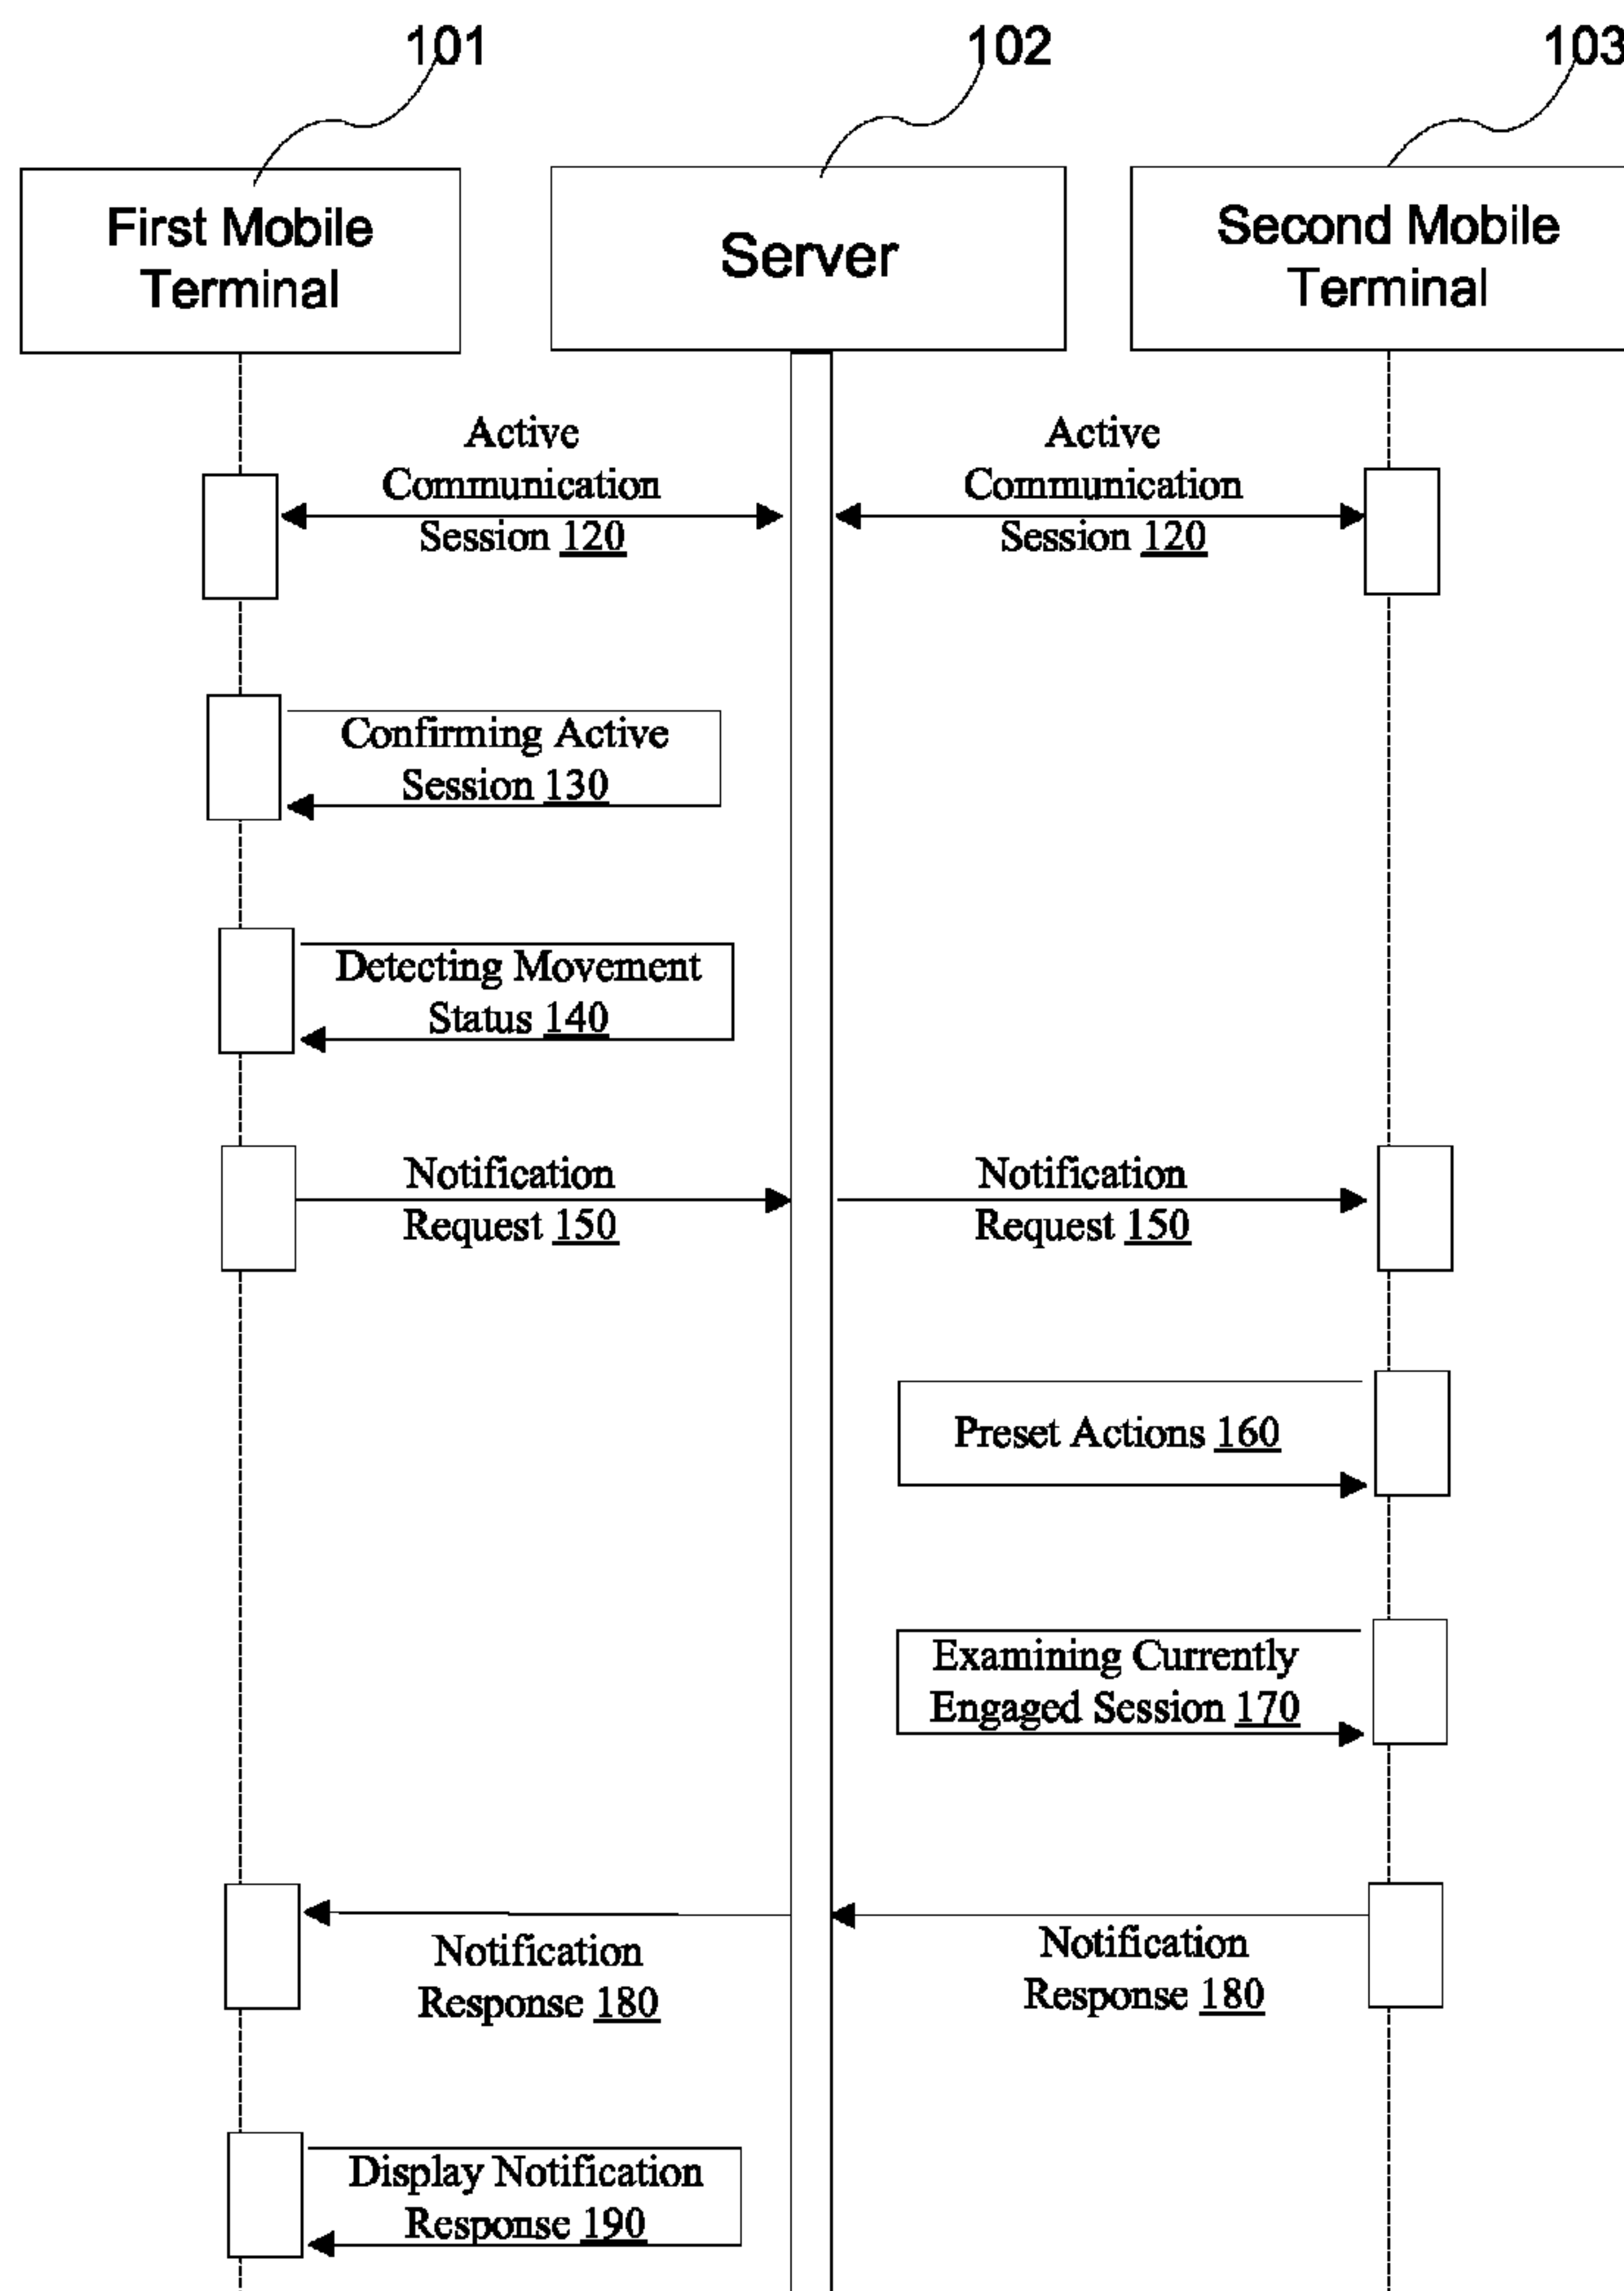 101
102
103
First Mobile
Terminal
Server
Second Mobile
Terminal
Active
Communication
Session 120
Active
Communication
Session 120
Confirming Active
Session 130
Detecting Movement
Status 140
Notification
Request 150
Notification
Request 150
Preset Actions 160
Examining Currently
Engaged Session 170
Notification
Response 180
Notification
Response 180
Display Notification
Response 190